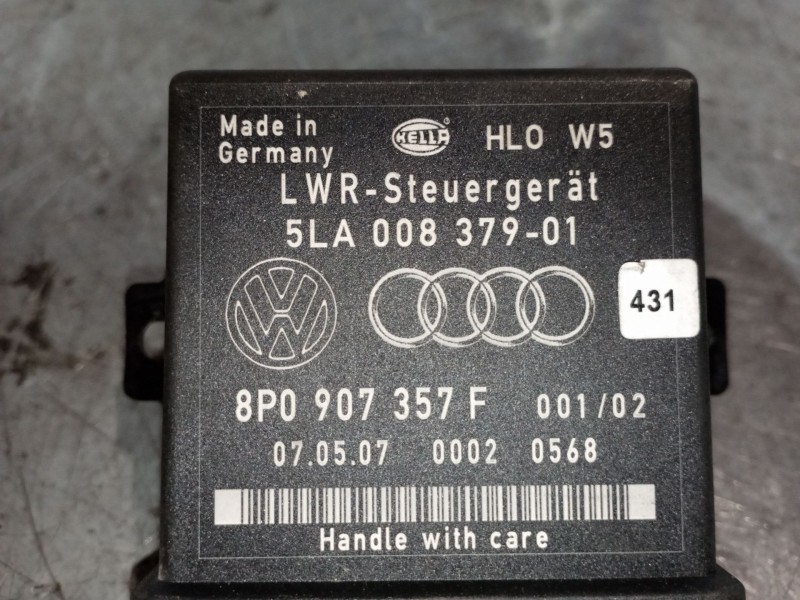 Made in
Germany
HELLA ® HLO W5
LWR-Steuergerät
5LA 008 379-01
431
8P0 907 357 F 001/02
07.05.07 0002 0568
Handle with care